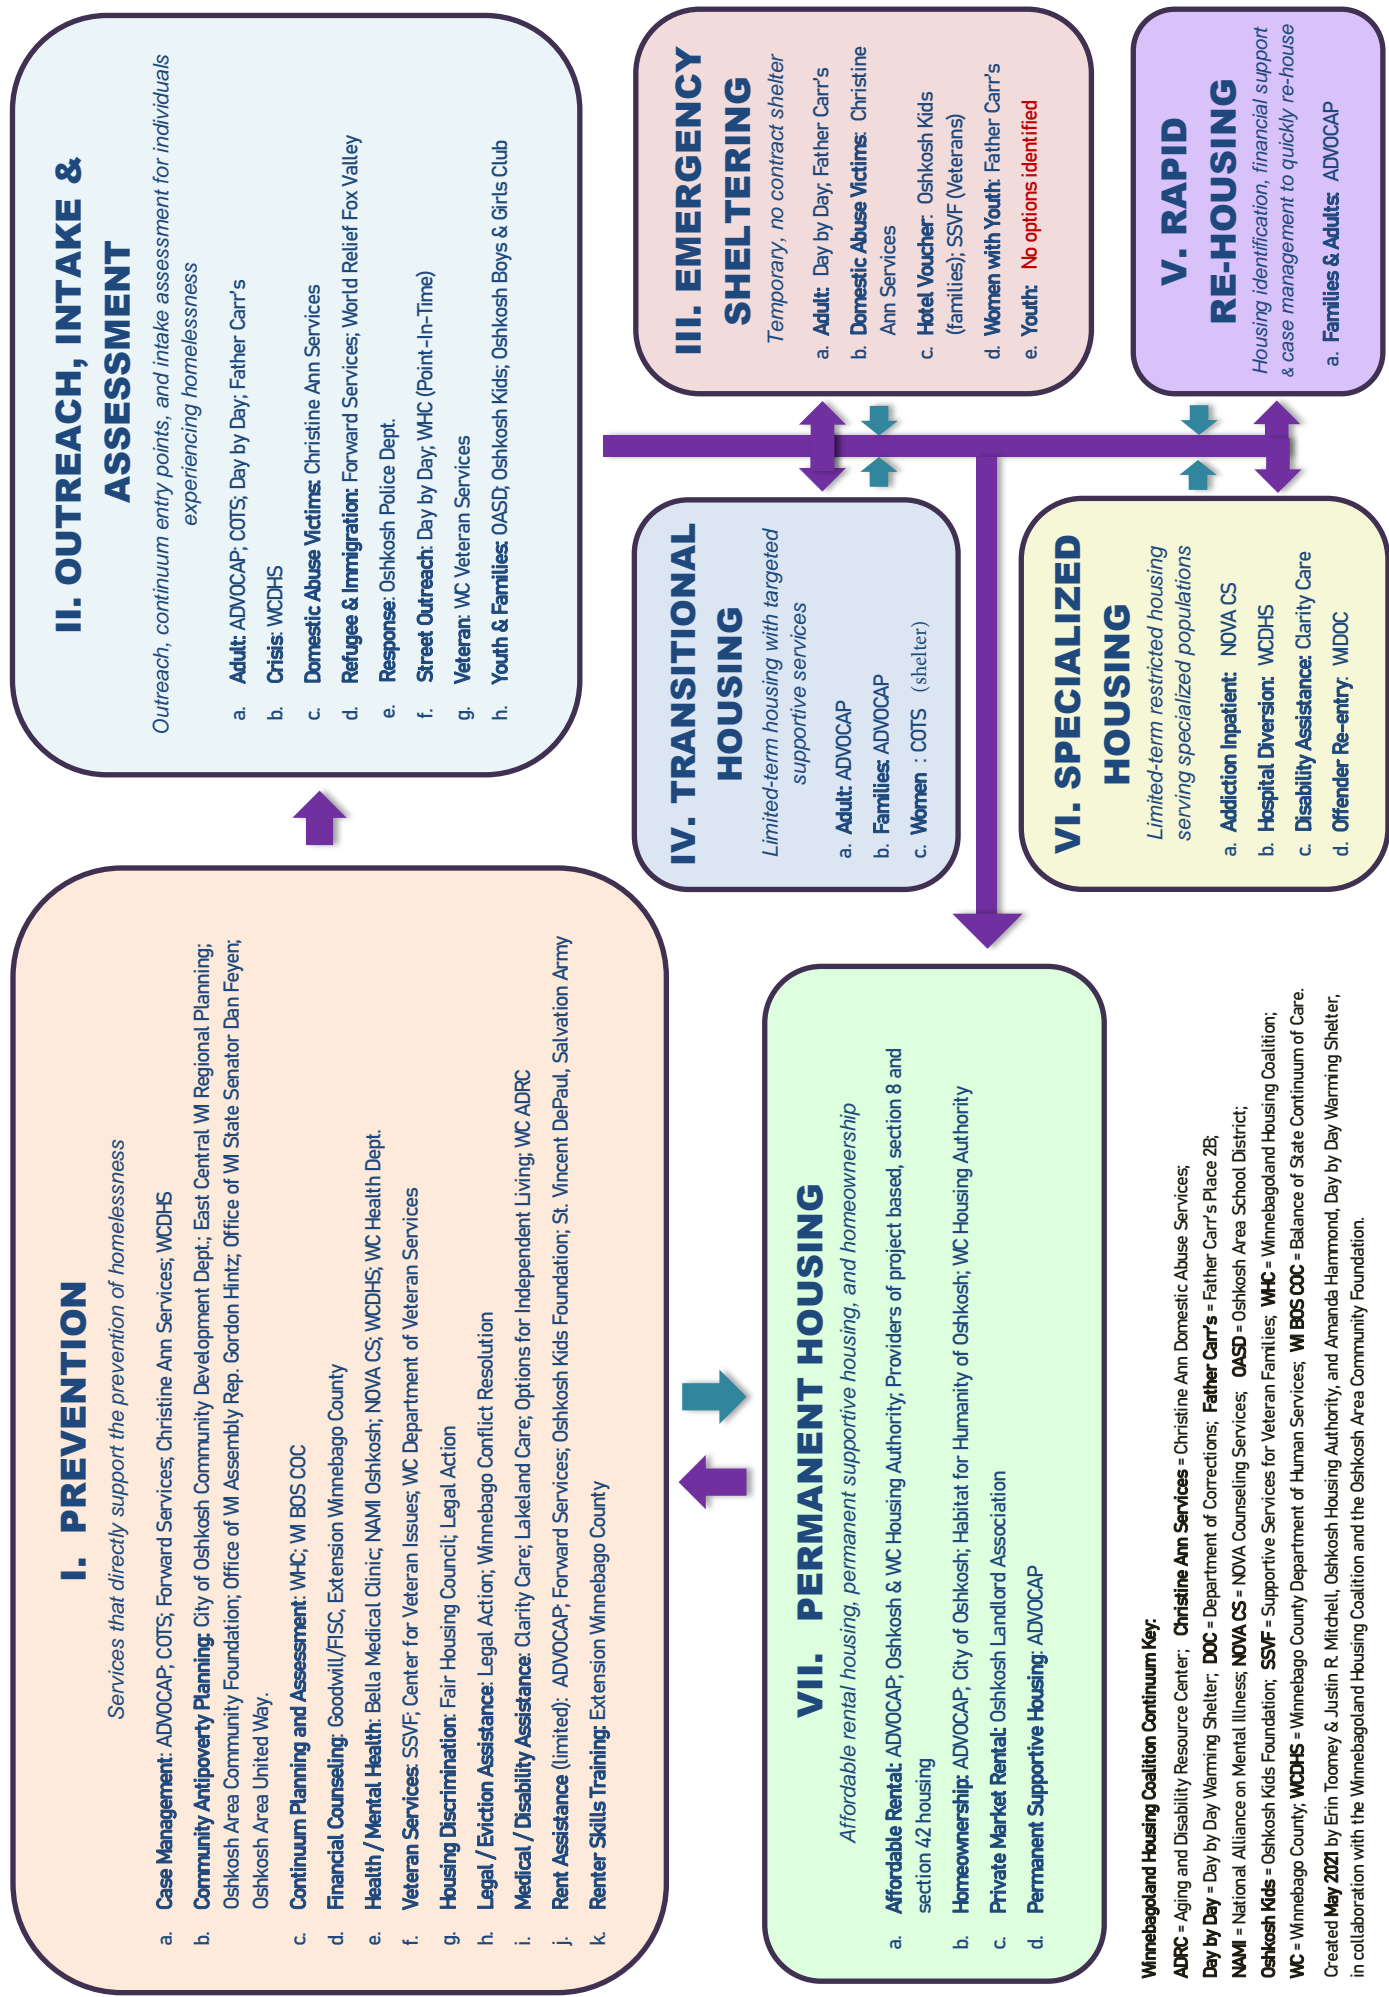 I. PREVENTION
Services that directly support the prevention of homelessness
a. Case Management: ADVOCAP; COTS; Forward Services; Christine Ann Services; WCDHS
b. Community Antipoverty Planning: City of Oshkosh Community Development Dept.; East Central WI Regional Planning;
Oshkosh Area Community Foundation; Office of WI Assembly Rep. Gordon Hintz; Office of WI State Senator Dan Feyen;
Oshkosh Area United Way.
c. Continuum Planning and Assessment: WHC; WI BOS COC
d. Financial Counseling: Goodwill/FISC, Extension Winnebago County
e. Health / Mental Health: Bella Medical Clinic; NAMI Oshkosh; NOVA CS; WCDHS; WC Health Dept.
f. Veteran Services: SSVF; Center for Veteran Issues; WC Department of Veteran Services
g. Housing Discrimination: Fair Housing Council; Legal Action
h. Legal / Eviction Assistance: Legal Action; Winnebago Conflict Resolution
i. Medical / Disability Assistance: Clarity Care; Lakeland Care; Options for Independent Living; WC ADRC
j. Rent Assistance (limited): ADVOCAP; Forward Services; Oshkosh Kids Foundation; St. Vincent DePaul, Salvation Army
k. Renter Skills Training: Extension Winnebago County
II. OUTREACH, INTAKE &
ASSESSMENT
Outreach, continuum entry points, and intake assessment for individuals
experiencing homelessness
a. Adult: ADVOCAP; COTS; Day by Day; Father Carr's
b. Crisis: WCDHS
c. Domestic Abuse Victims: Christine Ann Services
d. Refugee & Immigration: Forward Services; World Relief Fox Valley
e. Response: Oshkosh Police Dept.
f. Street Outreach: Day by Day; WHC (Point-In-Time)
g. Veteran: WC Veteran Services
h. Youth & Families: OASD; Oshkosh Kids; Oshkosh Boys & Girls Club
III. EMERGENCY
SHELTERING
Temporary, no contract shelter
a. Adult: Day by Day; Father Carr's
b. Domestic Abuse Victims: Christine
Ann Services
c. Hotel Voucher: Oshkosh Kids
(families); SSVF (Veterans)
d. Women with Youth: Father Carr's
e. Youth: No options identified
IV. TRANSITIONAL
HOUSING
Limited-term housing with targeted
supportive services
a. Adult: ADVOCAP
b. Families: ADVOCAP
c. Women : COTS (shelter)
V. RAPID
RE-HOUSING
Housing identification, financial support
& case management to quickly re-house
a. Families & Adults: ADVOCAP
VI. SPECIALIZED
HOUSING
Limited-term restricted housing
serving specialized populations
a. Addiction Inpatient: NOVA CS
b. Hospital Diversion: WCDHS
c. Disability Assistance: Clarity Care
d. Offender Re-entry: WIDOC
VII. PERMANENT HOUSING
Affordable rental housing, permanent supportive housing, and homeownership
a. Affordable Rental: ADVOCAP; Oshkosh & WC Housing Authority; Providers of project based, section 8 and
section 42 housing
b. Homeownership: ADVOCAP; City of Oshkosh; Habitat for Humanity of Oshkosh; WC Housing Authority
c. Private Market Rental: Oshkosh Landlord Association
d. Permanent Supportive Housing: ADVOCAP
Winnebagoland Housing Coalition Continuum Key:
ADRC = Aging and Disability Resource Center; Christine Ann Services = Christine Ann Domestic Abuse Services;
Day by Day = Day by Day Warming Shelter; DOC = Department of Corrections; Father Carr's = Father Carr's Place 2B;
NAMI = National Alliance on Mental Illness; NOVA CS = NOVA Counseling Services; OASD = Oshkosh Area School District;
Oshkosh Kids = Oshkosh Kids Foundation; SSVF = Supportive Services for Veteran Families; WHC = Winnebagoland Housing Coalition;
WC = Winnebago County; WCDHS = Winnebago County Department of Human Services; WI BOS COC = Balance of State Continuum of Care.
Created May 2021 by Erin Toomey & Justin R. Mitchell, Oshkosh Housing Authority, and Amanda Hammond, Day by Day Warming Shelter,
in collaboration with the Winnebagoland Housing Coalition and the Oshkosh Area Community Foundation.